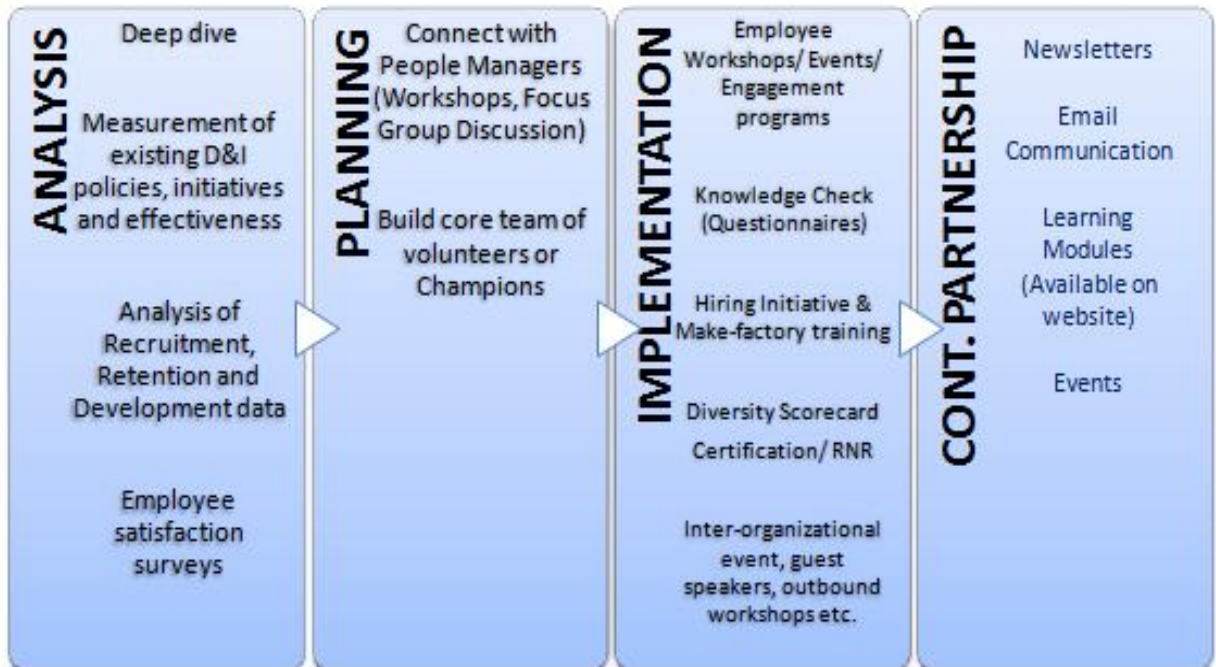 ANALYSIS
Deep dive
Measurement of
existing D&I
policies, initiatives
and effectiveness
Analysis of
Recruitment,
Retention and
Development data
Employee
satisfaction
surveys
PLANNING
Connect with
People Managers
(Workshops, Focus
Group Discussion)
Build core team of
volunteers or
Champions
IMPLEMENTATION
Employee
Workshops/ Events/
Engagement
programs
Knowledge Check
(Questionnaires)
Hiring Initiative &
Make-factory training
Diversity Scorecard
Certification/ RNR
Inter-organizational
event, guest
speakers, outbound
workshops etc.
CONT. PARTNERSHIP
Newsletters
Email
Communication
Learning
Modules
(Available on
website)
Events